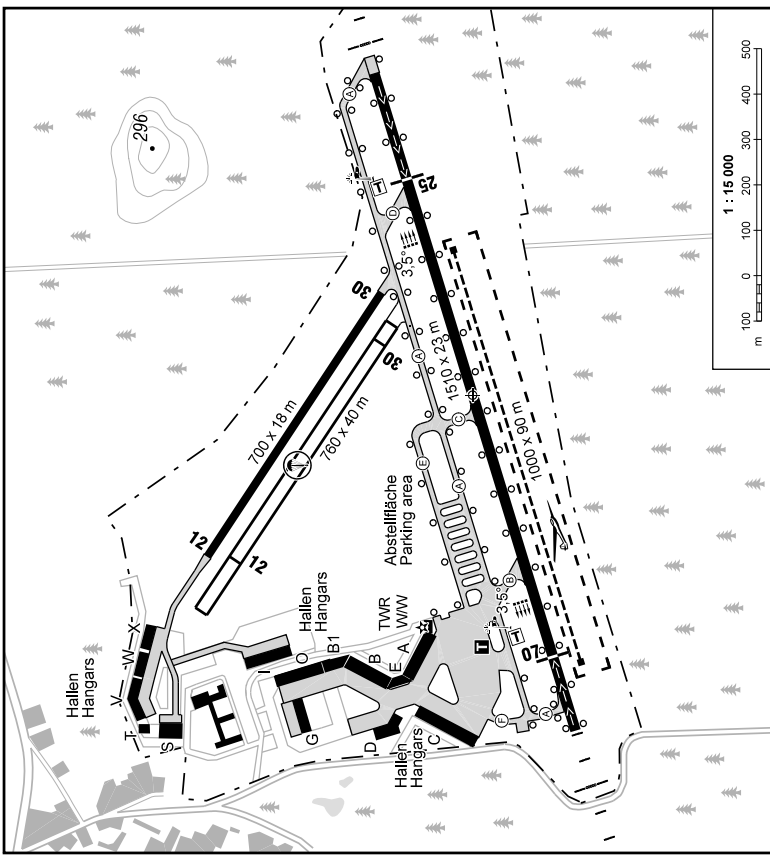 296
Hallen
Hangars
T
V
W
X
S
12
12
700 x 18 m
760 x 40 m
30
30
Hallen
Hangars
I
O
B1
B
E
A
G
D
C
Hallen
Hangars
TWR
WW
Abstellfläche
Parking area
A
D
T
25
3,5°
A
1510 x 23 m
C
E
A
1000 x 90 m
B
3,5°
T
T
07
F
A
1 : 15 000
m 100 0 100 200 300 400 500